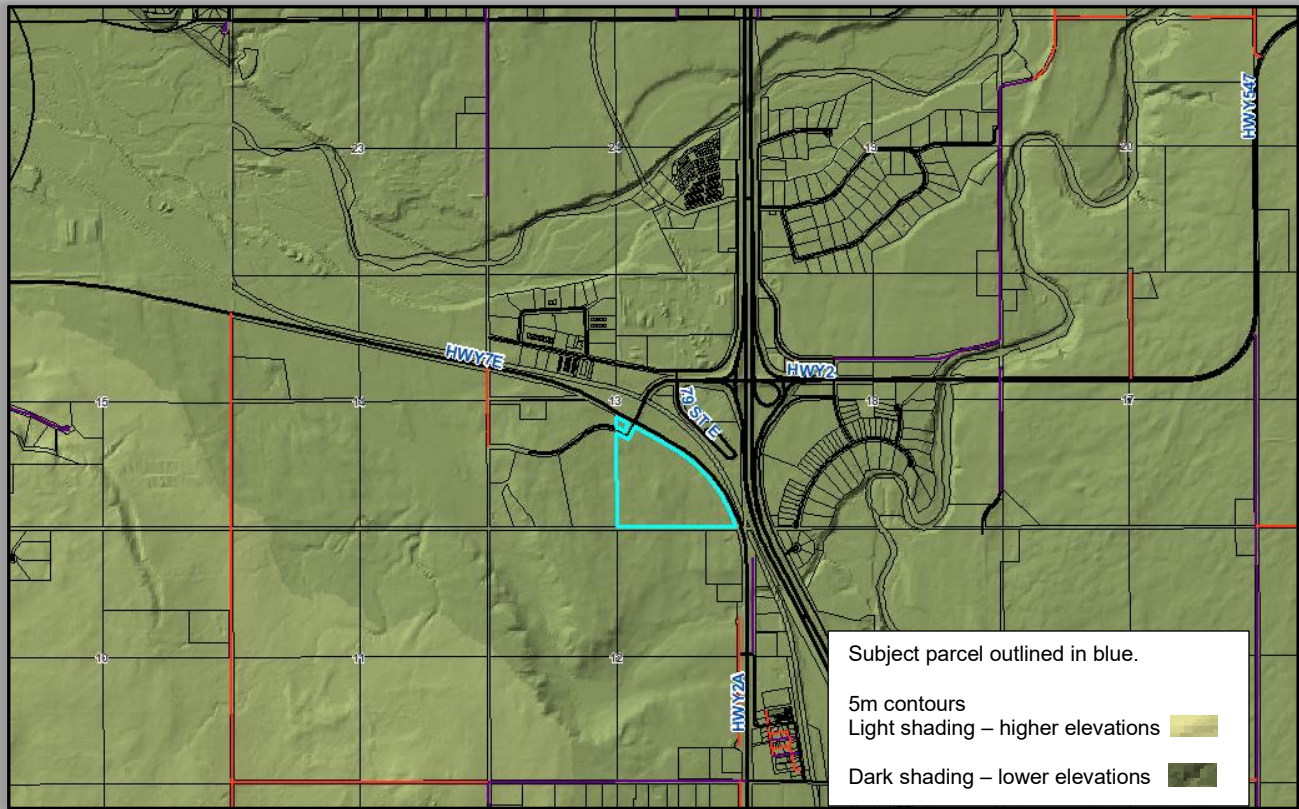 HWY547
23
24
19
20
HWY7E
HWY2
79 ST E
15
14
13
18
17
10
11
12
HWY2A
Subject parcel outlined in blue.
5m contours
Light shading – higher elevations
Dark shading – lower elevations